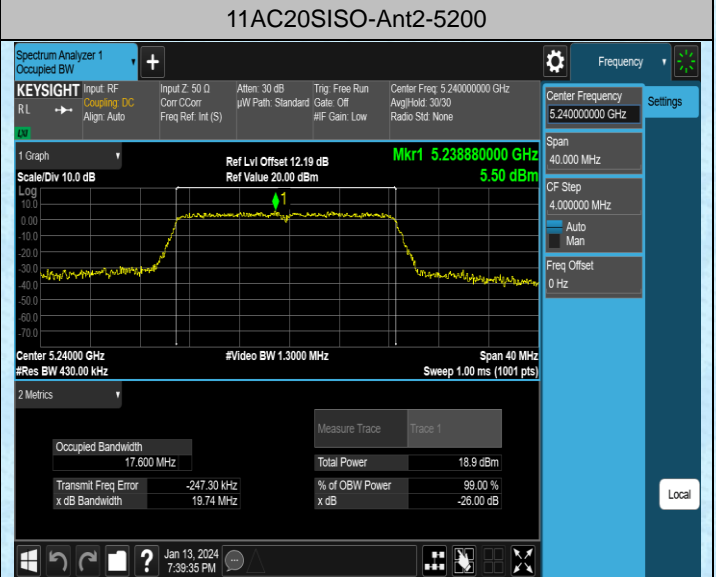 11AC20SISO-Ant2-5200
Spectrum Analyzer 1
Occupied BW
Frequency
KEYSIGHT
RL
Input: RF
Coupling: DC
Align: Auto
Input Z: 50 Ω
Corr CCorr
Freq Ref: Int (S)
Atten: 30 dB
µW Path: Standard
Trig: Free Run
Gate: Off
#IF Gain: Low
Center Freq: 5.240000000 GHz
Avg|Hold: 30/30
Radio Std: None
Center Frequency
5.240000000 GHz
Settings
Span
40.000 MHz
CF Step
4.000000 MHz
Auto
Man
Freq Offset
0 Hz
1 Graph
Scale/Div 10.0 dB
Ref Lvl Offset 12.19 dB
Ref Value 20.00 dBm
Mkr1 5.238880000 GHz
5.50 dBm
Log
10.0
0.00
-10.0
-20.0
-30.0
-40.0
-50.0
-60.0
-70.0
1
Center 5.24000 GHz
#Video BW 1.3000 MHz
Span 40 MHz
#Res BW 430.00 kHz
Sweep 1.00 ms (1001 pts)
2 Metrics
Measure Trace
Trace 1
Occupied Bandwidth
17.600 MHz
Total Power
18.9 dBm
Transmit Freq Error
-247.30 kHz
% of OBW Power
99.00 %
x dB Bandwidth
19.74 MHz
x dB
-26.00 dB
Local
Jan 13, 2024
7:39:35 PM